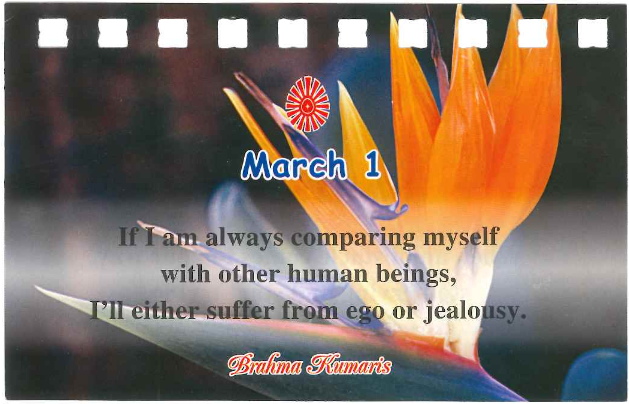 March 1
If I am always comparing myself
with other human beings,
I'll either suffer from ego or jealousy.
Brahma Kumaris